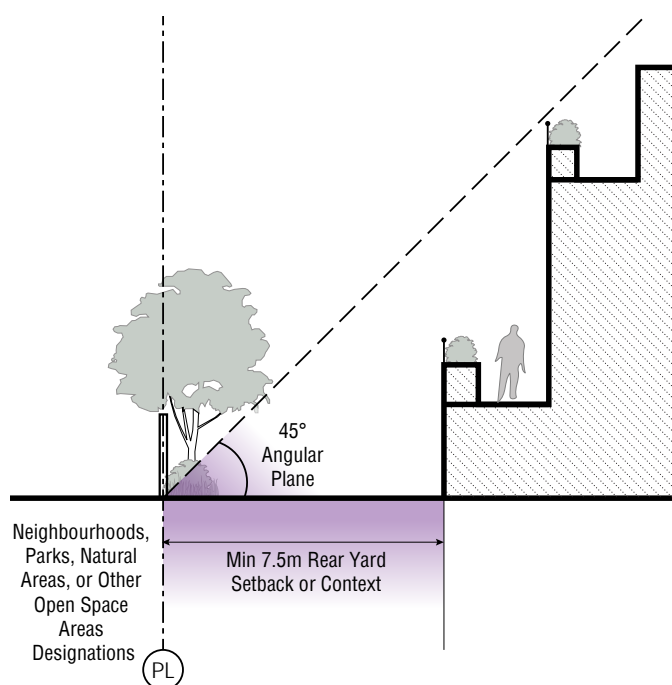 45°
Angular
Plane
Neighbourhoods,
Parks, Natural
Areas, or Other
Open Space
Areas
Designations
Min 7.5m Rear Yard
Setback or Context
PL